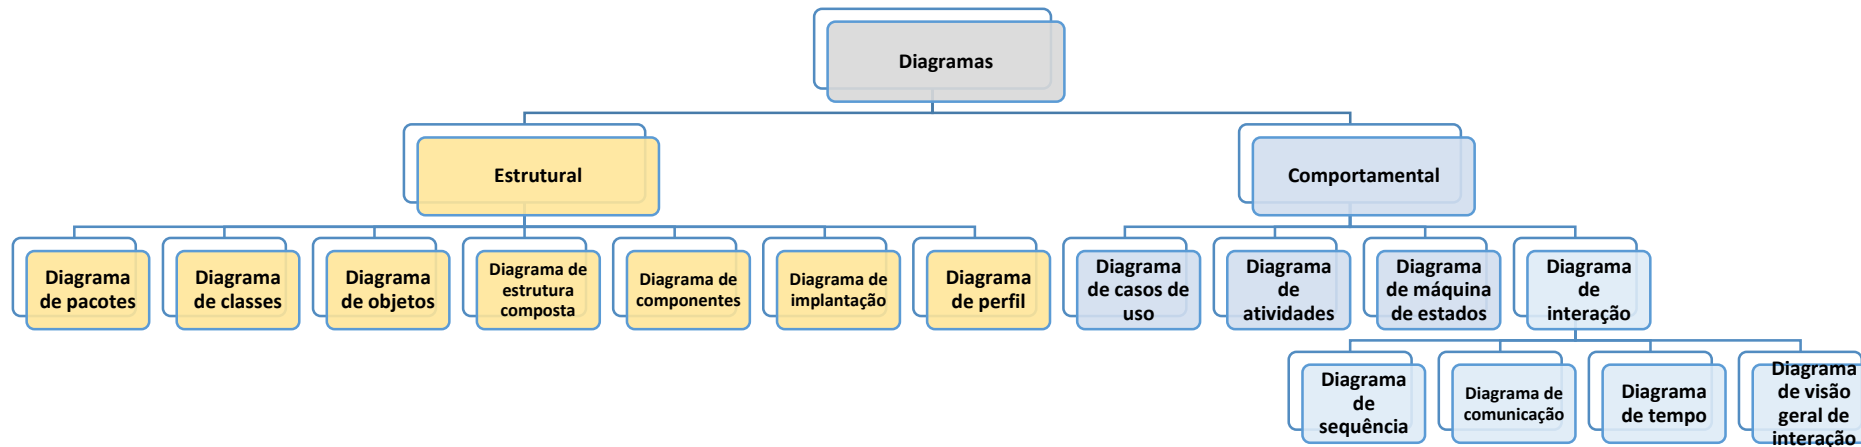 Diagramas
Estrutural
Comportamental
Diagrama
de pacotes
Diagrama
de classes
Diagrama
de objetos
Diagrama de
estrutura
composta
Diagrama de
componentes
Diagrama de
implantação
Diagrama
de perfil
Diagrama
de casos de
uso
Diagrama
de
atividades
Diagrama
de máquina
de estados
Diagrama
de
interação
Diagrama
de
sequência
Diagrama de
comunicação
Diagrama
de tempo
Diagrama
de visão
geral de
interação